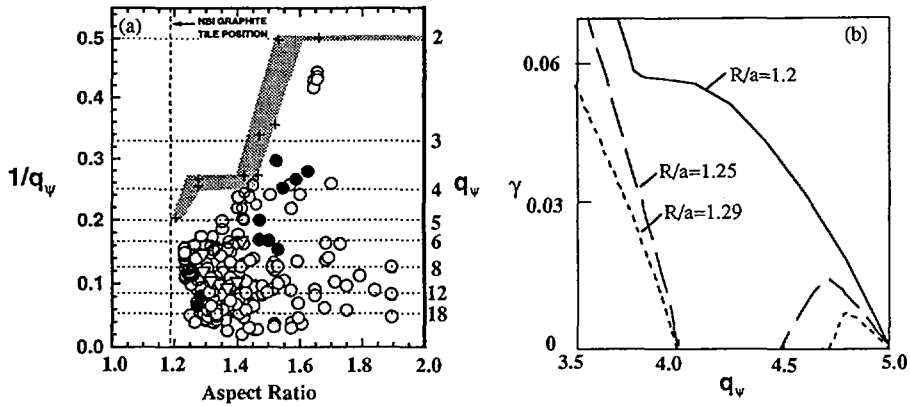 (a)
NBI GRAPHITE
TILE POSITION
0.5
0.4
0.3
0.2
0.1
0.0
1/qψ
1.0 1.2 1.4 1.6 1.8 2.0
Aspect Ratio
2
3
4
5
6
8
12
18
qψ
(b)
0.06
0.03
0
γ
R/a=1.2
R/a=1.25
R/a=1.29
3.5 4.0 4.5 5.0
qψ